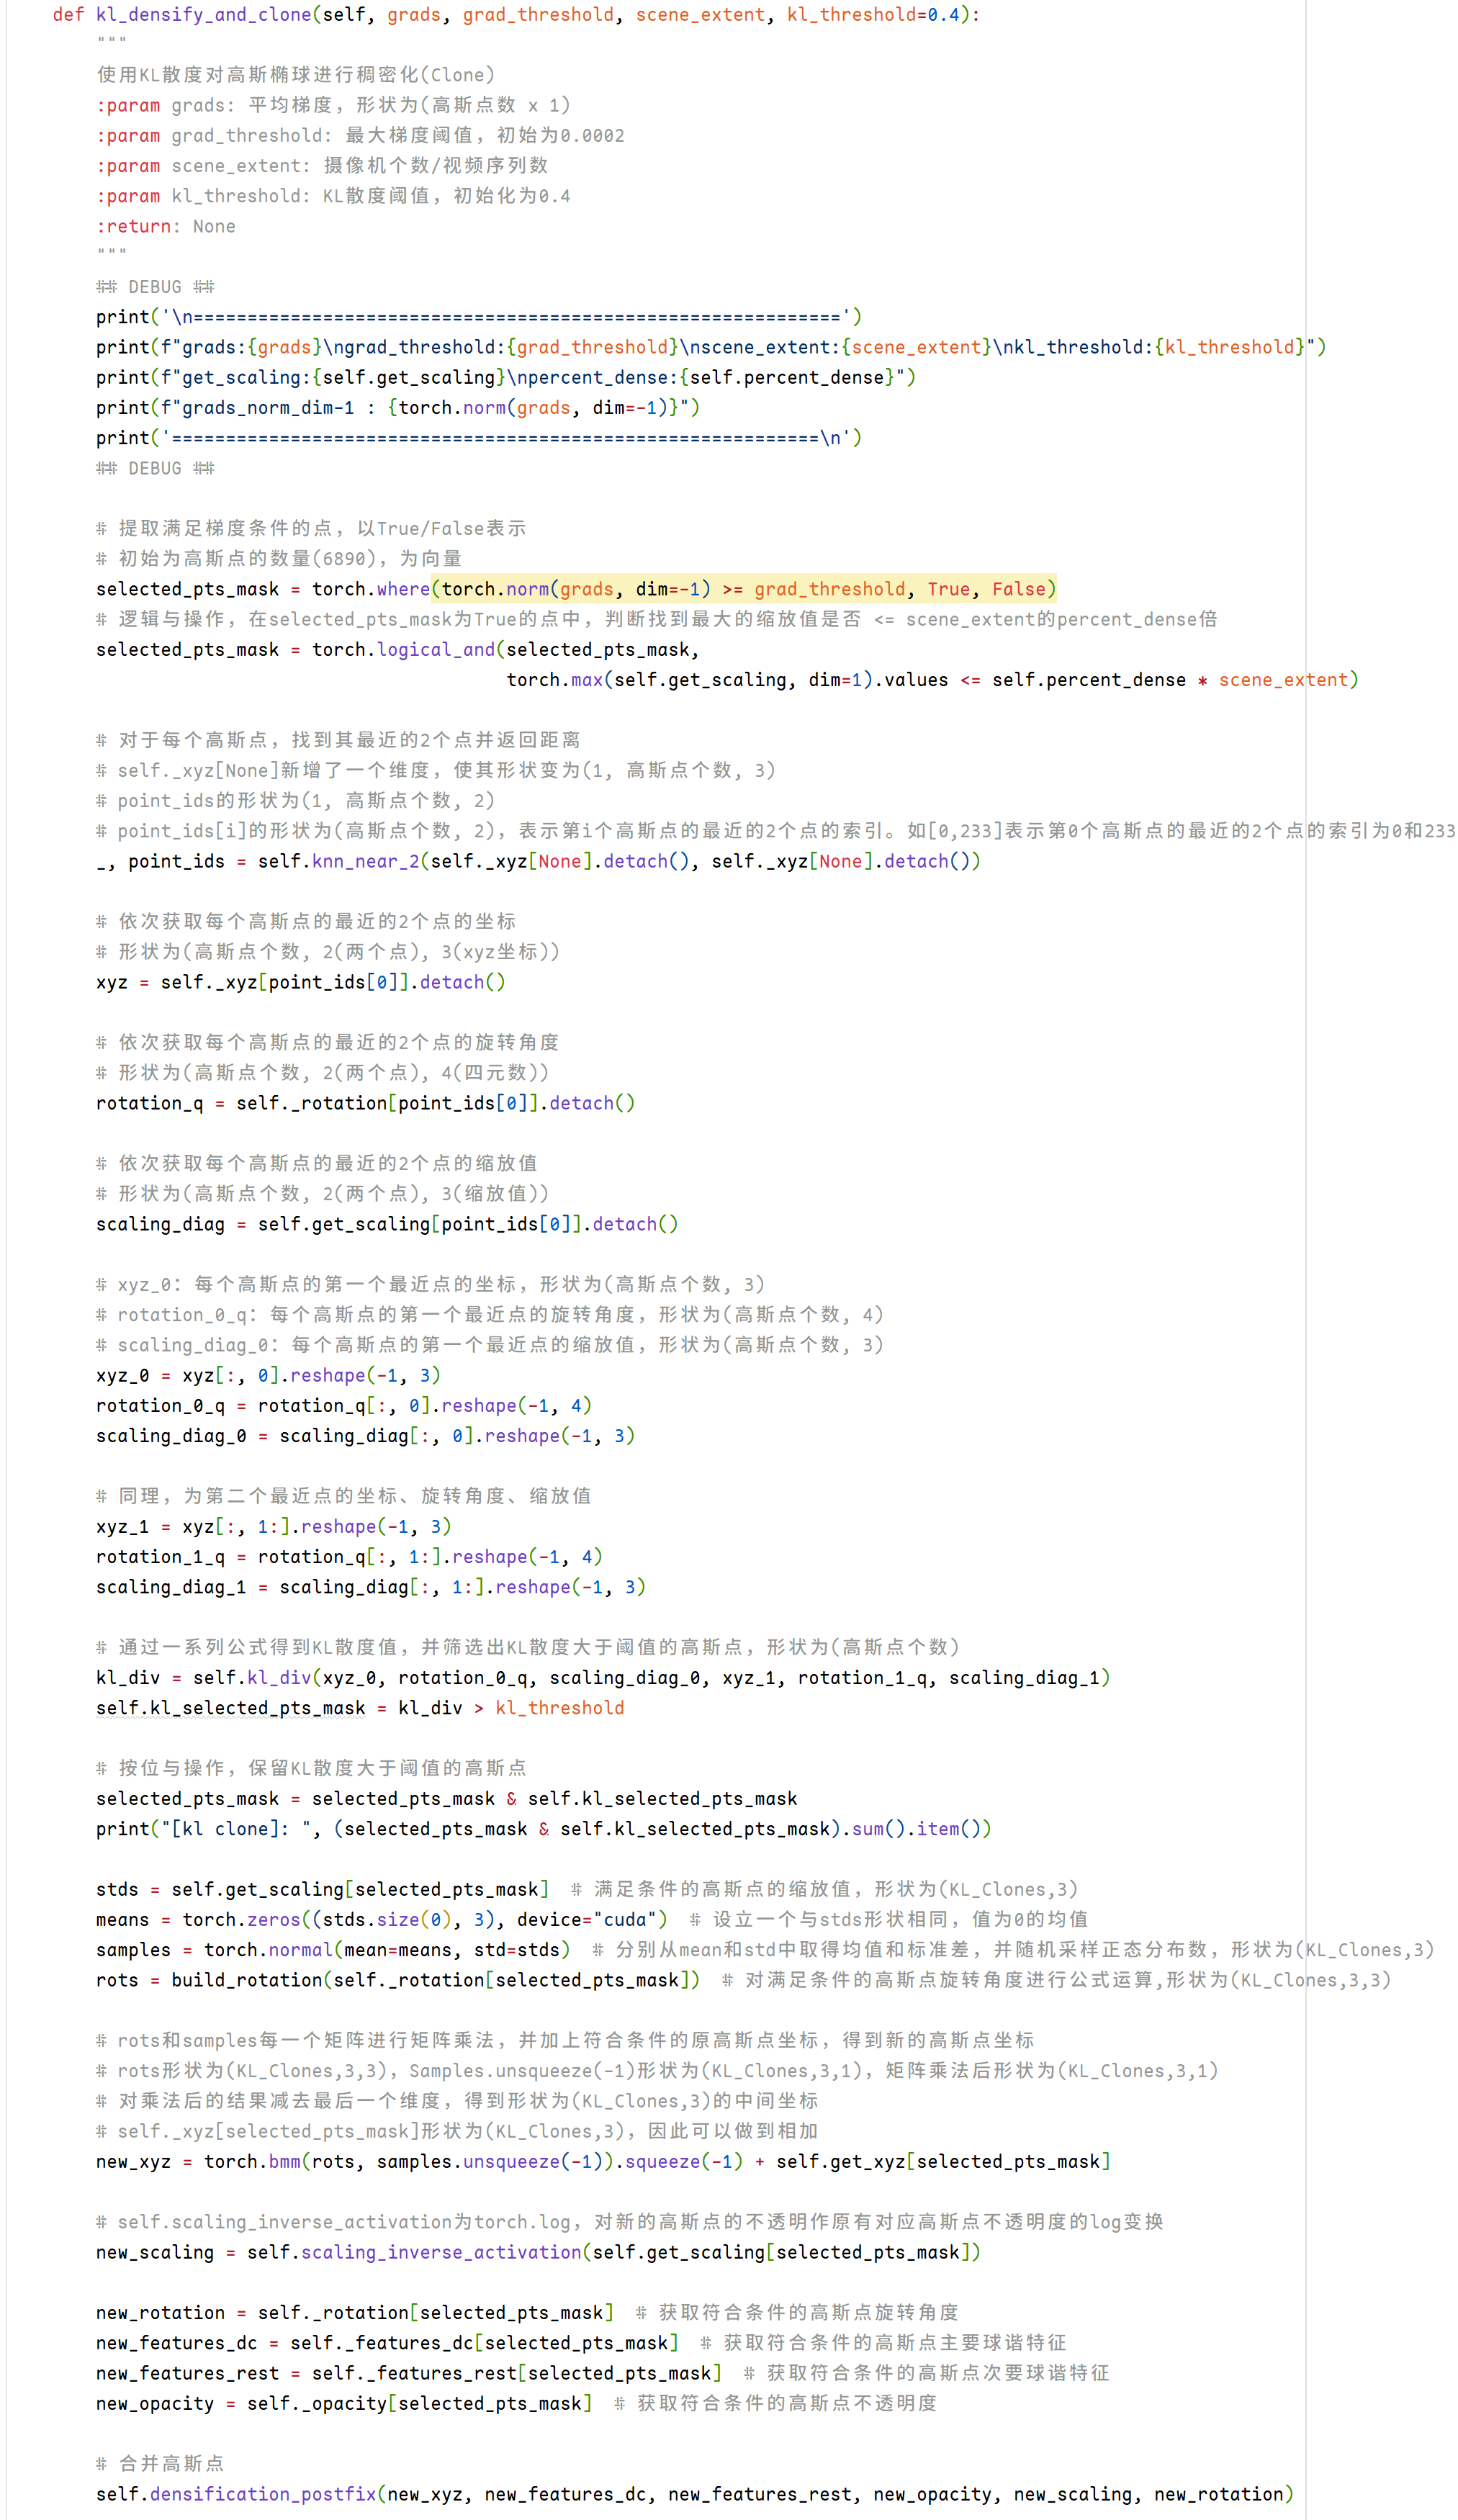 def kl_densify_and_clone(self, grads, grad_threshold, scene_extent, kl_threshold=0.4):
    """
    使用KL散度对高斯椭球进行稠密化(Clone)
    :param grads: 平均梯度，形状为(高斯点数 x 1)
    :param grad_threshold: 最大梯度阈值，初始为0.0002
    :param scene_extent: 摄像机个数/视频序列数
    :param kl_threshold: KL散度阈值，初始化为0.4
    :return: None
    """
    ## DEBUG ##
    print('\n============================================================')
    print(f"grads:{grads}\ngrad_threshold:{grad_threshold}\nscene_extent:{scene_extent}\nkl_threshold:{kl_threshold}")
    print(f"get_scaling:{self.get_scaling}\npercent_dense:{self.percent_dense}")
    print(f"grads_norm_dim-1 : {torch.norm(grads, dim=-1)}")
    print('============================================================\n')
    ## DEBUG ##

    # 提取满足梯度条件的点，以True/False表示
    # 初始为高斯点的数量(6890)，为向量
    selected_pts_mask = torch.where(torch.norm(grads, dim=-1) >= grad_threshold, True, False)
    # 逻辑与操作，在selected_pts_mask为True的点中，判断找到最大的缩放值是否 <= scene_extent的percent_dense倍
    selected_pts_mask = torch.logical_and(selected_pts_mask,
                                          torch.max(self.get_scaling, dim=1).values <= self.percent_dense * scene_extent)

    # 对于每个高斯点，找到其最近的2个点并返回距离
    # self._xyz[None]新增了一个维度，使其形状变为(1, 高斯点个数, 3)
    # point_ids的形状为(1, 高斯点个数, 2)
    # point_ids[i]的形状为(高斯点个数, 2)，表示第i个高斯点的最近的2个点的索引。如[0,233]表示第0个高斯点的最近的2个点的索引为0和233
    _, point_ids = self.knn_near_2(self._xyz[None].detach(), self._xyz[None].detach())

    # 依次获取每个高斯点的最近的2个点的坐标
    # 形状为(高斯点个数, 2(两个点), 3(xyz坐标))
    xyz = self._xyz[point_ids[0]].detach()

    # 依次获取每个高斯点的最近的2个点的旋转角度
    # 形状为(高斯点个数, 2(两个点), 4(四元数))
    rotation_q = self._rotation[point_ids[0]].detach()

    # 依次获取每个高斯点的最近的2个点的缩放值
    # 形状为(高斯点个数, 2(两个点), 3(缩放值))
    scaling_diag = self.get_scaling[point_ids[0]].detach()

    # xyz_0: 每个高斯点的第一个最近点的坐标，形状为(高斯点个数, 3)
    # rotation_0_q: 每个高斯点的第一个最近点的旋转角度，形状为(高斯点个数, 4)
    # scaling_diag_0: 每个高斯点的第一个最近点的缩放值，形状为(高斯点个数, 3)
    xyz_0 = xyz[:, 0].reshape(-1, 3)
    rotation_0_q = rotation_q[:, 0].reshape(-1, 4)
    scaling_diag_0 = scaling_diag[:, 0].reshape(-1, 3)

    # 同理，为第二个最近点的坐标、旋转角度、缩放值
    xyz_1 = xyz[:, 1:].reshape(-1, 3)
    rotation_1_q = rotation_q[:, 1:].reshape(-1, 4)
    scaling_diag_1 = scaling_diag[:, 1:].reshape(-1, 3)

    # 通过一系列公式得到KL散度值，并筛选出KL散度大于阈值的高斯点，形状为(高斯点个数)
    kl_div = self.kl_div(xyz_0, rotation_0_q, scaling_diag_0, xyz_1, rotation_1_q, scaling_diag_1)
    self.kl_selected_pts_mask = kl_div > kl_threshold

    # 按位与操作，保留KL散度大于阈值的高斯点
    selected_pts_mask = selected_pts_mask & self.kl_selected_pts_mask
    print("[kl clone]: ", (selected_pts_mask & self.kl_selected_pts_mask).sum().item())

    stds = self.get_scaling[selected_pts_mask]  # 满足条件的高斯点的缩放值，形状为(KL_Clones,3)
    means = torch.zeros((stds.size(0), 3), device="cuda")  # 设立一个与stds形状相同，值为0的均值
    samples = torch.normal(mean=means, std=stds)  # 分别从mean和std中取得均值和标准差，并随机采样正态分布数，形状为(KL_Clones,3)
    rots = build_rotation(self._rotation[selected_pts_mask])  # 对满足条件的高斯点旋转角度进行公式运算,形状为(KL_Clones,3,3)

    # rots和samples每一个矩阵进行矩阵乘法，并加上符合条件的原高斯点坐标，得到新的高斯点坐标
    # rots形状为(KL_Clones,3,3)，Samples.unsqueeze(-1)形状为(KL_Clones,3,1)，矩阵乘法后形状为(KL_Clones,3,1)
    # 对乘法后的结果减去最后一个维度，得到形状为(KL_Clones,3)的中间坐标
    # self._xyz[selected_pts_mask]形状为(KL_Clones,3)，因此可以做到相加
    new_xyz = torch.bmm(rots, samples.unsqueeze(-1)).squeeze(-1) + self.get_xyz[selected_pts_mask]

    # self.scaling_inverse_activation为torch.log，对新的高斯点的不透明作原有对应高斯点不透明度的log变换
    new_scaling = self.scaling_inverse_activation(self.get_scaling[selected_pts_mask])

    new_rotation = self._rotation[selected_pts_mask]  # 获取符合条件的高斯点旋转角度
    new_features_dc = self._features_dc[selected_pts_mask]  # 获取符合条件的高斯点主要球谐特征
    new_features_rest = self._features_rest[selected_pts_mask]  # 获取符合条件的高斯点次要球谐特征
    new_opacity = self._opacity[selected_pts_mask]  # 获取符合条件的高斯点不透明度

    # 合并高斯点
    self.densification_postfix(new_xyz, new_features_dc, new_features_rest, new_opacity, new_scaling, new_rotation)